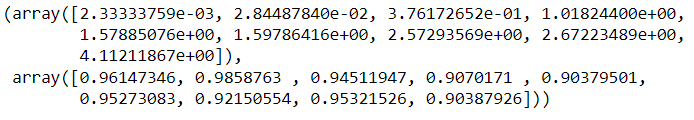 (array([2.33333759e-03, 2.84487840e-02, 3.76172652e-01, 1.01824400e+00,
1.57885076e+00, 1.59786416e+00, 2.57293569e+00, 2.67223489e+00,
4.11211867e+00]),
array([0.96147346, 0.9858763 , 0.94511947, 0.9070171 , 0.90379501,
0.95273083, 0.92150554, 0.95321526, 0.90387926]))